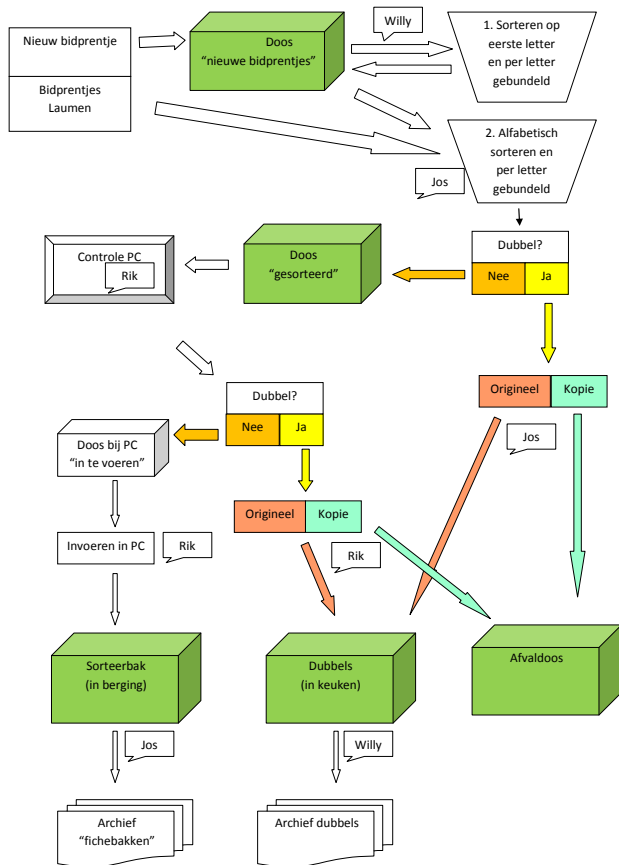 Nieuw bidprentje
Bidprentjes
Laumen
Doos
“nieuwe bidprentjes”
Willy
1. Sorteren op
eerste letter
en per letter
gebundeld
2. Alfabetisch
sorteren en
per letter
gebundeld
Jos
Dubbel?
Nee
Ja
Doos
“gesorteerd”
Controle PC
Rik
Origineel
Kopie
Jos
Dubbel?
Nee
Ja
Doos bij PC
“in te voeren”
Origineel
Kopie
Invoeren in PC
Rik
Rik
Sorteerbak
(in berging)
Dubbels
(in keuken)
Afvaldoos
Jos
Willy
Archief
“fichebakken”
Archief dubbels